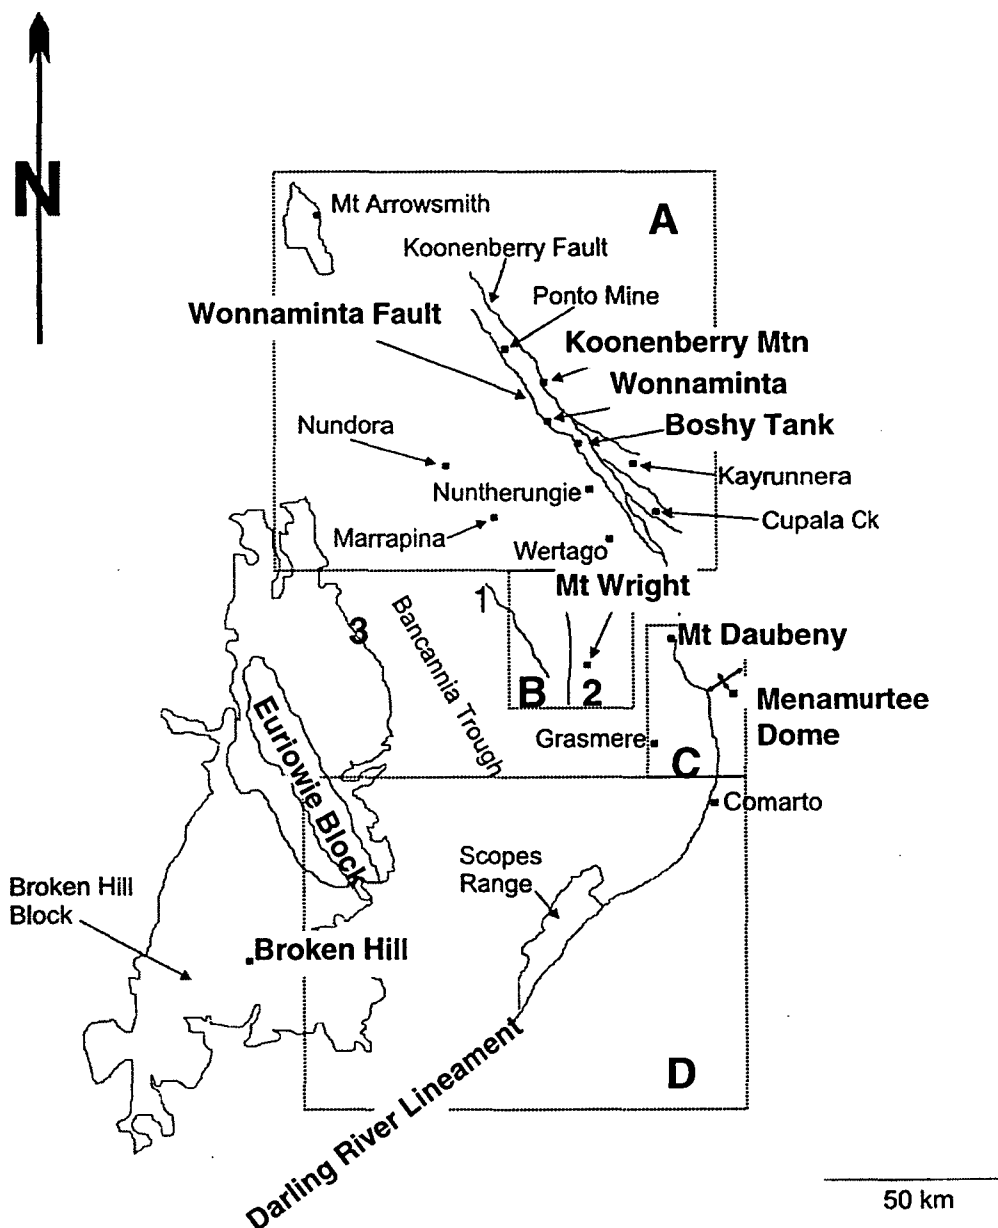 N
Mt Arrowsmith
A
Koonenberry Fault
Ponto Mine
Wonnaminta Fault
Koonenberry Mtn
Wonnaminta
Nundora
Boshy Tank
Kayrunnera
Nuntherungie
Cupala Ck
Marrapina
Wertago
Mt Wright
1
Bancannia Trough
3
Mt Daubeny
B
2
Menamurtee
Dome
Euriowie Block
Grasmere
C
Comarto
Scopes
Range
Broken Hill
Block
Broken Hill
D
Darling River Lineament
50 km